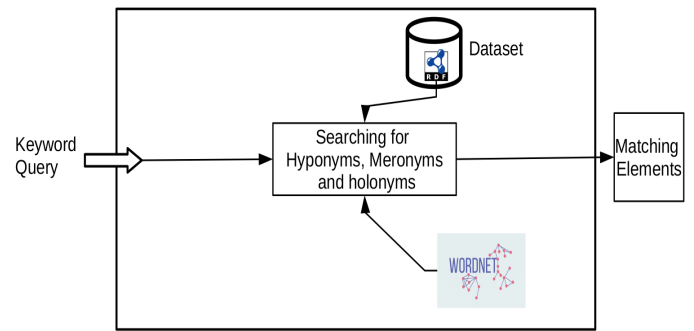 Dataset
RDF
Keyword
Query
Searching for
Hyponyms, Meronyms
and holonyms
Matching
Elements
WORDNET